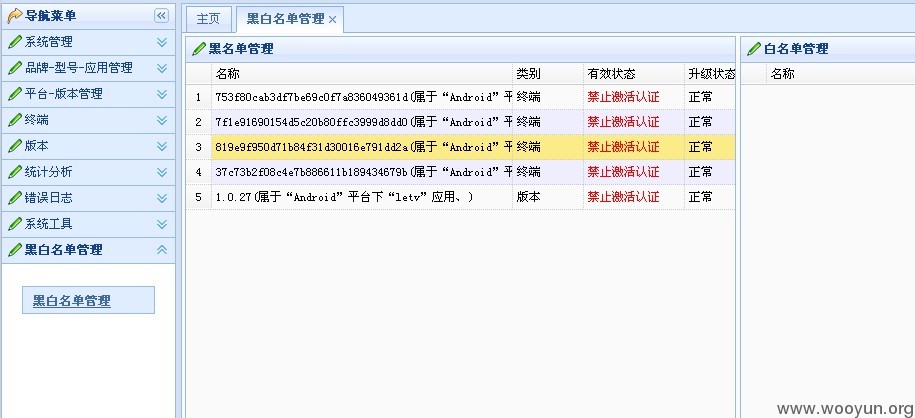 导航菜单
系统管理
品牌-型号-应用管理
平台-版本管理
终端
版本
统计分析
错误日志
系统工具
黑白名单管理
黑白名单管理
主页 黑白名单管理
黑名单管理
名称 类别 有效状态 升级状态
1 753f80cab3df7be69c0f7a836049361d(属于“Android”平 终端 禁止激活认证 正常
2 7f1e91690154d5c20b80ffc3999d8dd0(属于“Android”平 终端 禁止激活认证 正常
3 819e9f950d71b84f31d30016e791dd2a(属于“Android”平 终端 禁止激活认证 正常
4 37c73b2f08c4e7b886611b189434679b(属于“Android”平 终端 禁止激活认证 正常
5 1.0.27(属于“Android”平台下“letv”应用、) 版本 禁止激活认证 正常
白名单管理
名称
www.wooyun.org